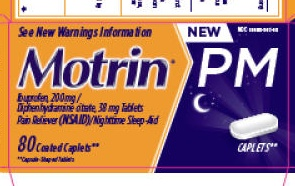 See New Warnings Information
NEW
Motrin®
PM
Ibuprofen, 200 mg /
Diphenhydramine citrate, 38 mg Tablets
Pain Reliever (NSAID)/Nighttime Sleep-Aid
80 Coated Caplets**
**Capsule-Shaped Tablets
CAPLETS**